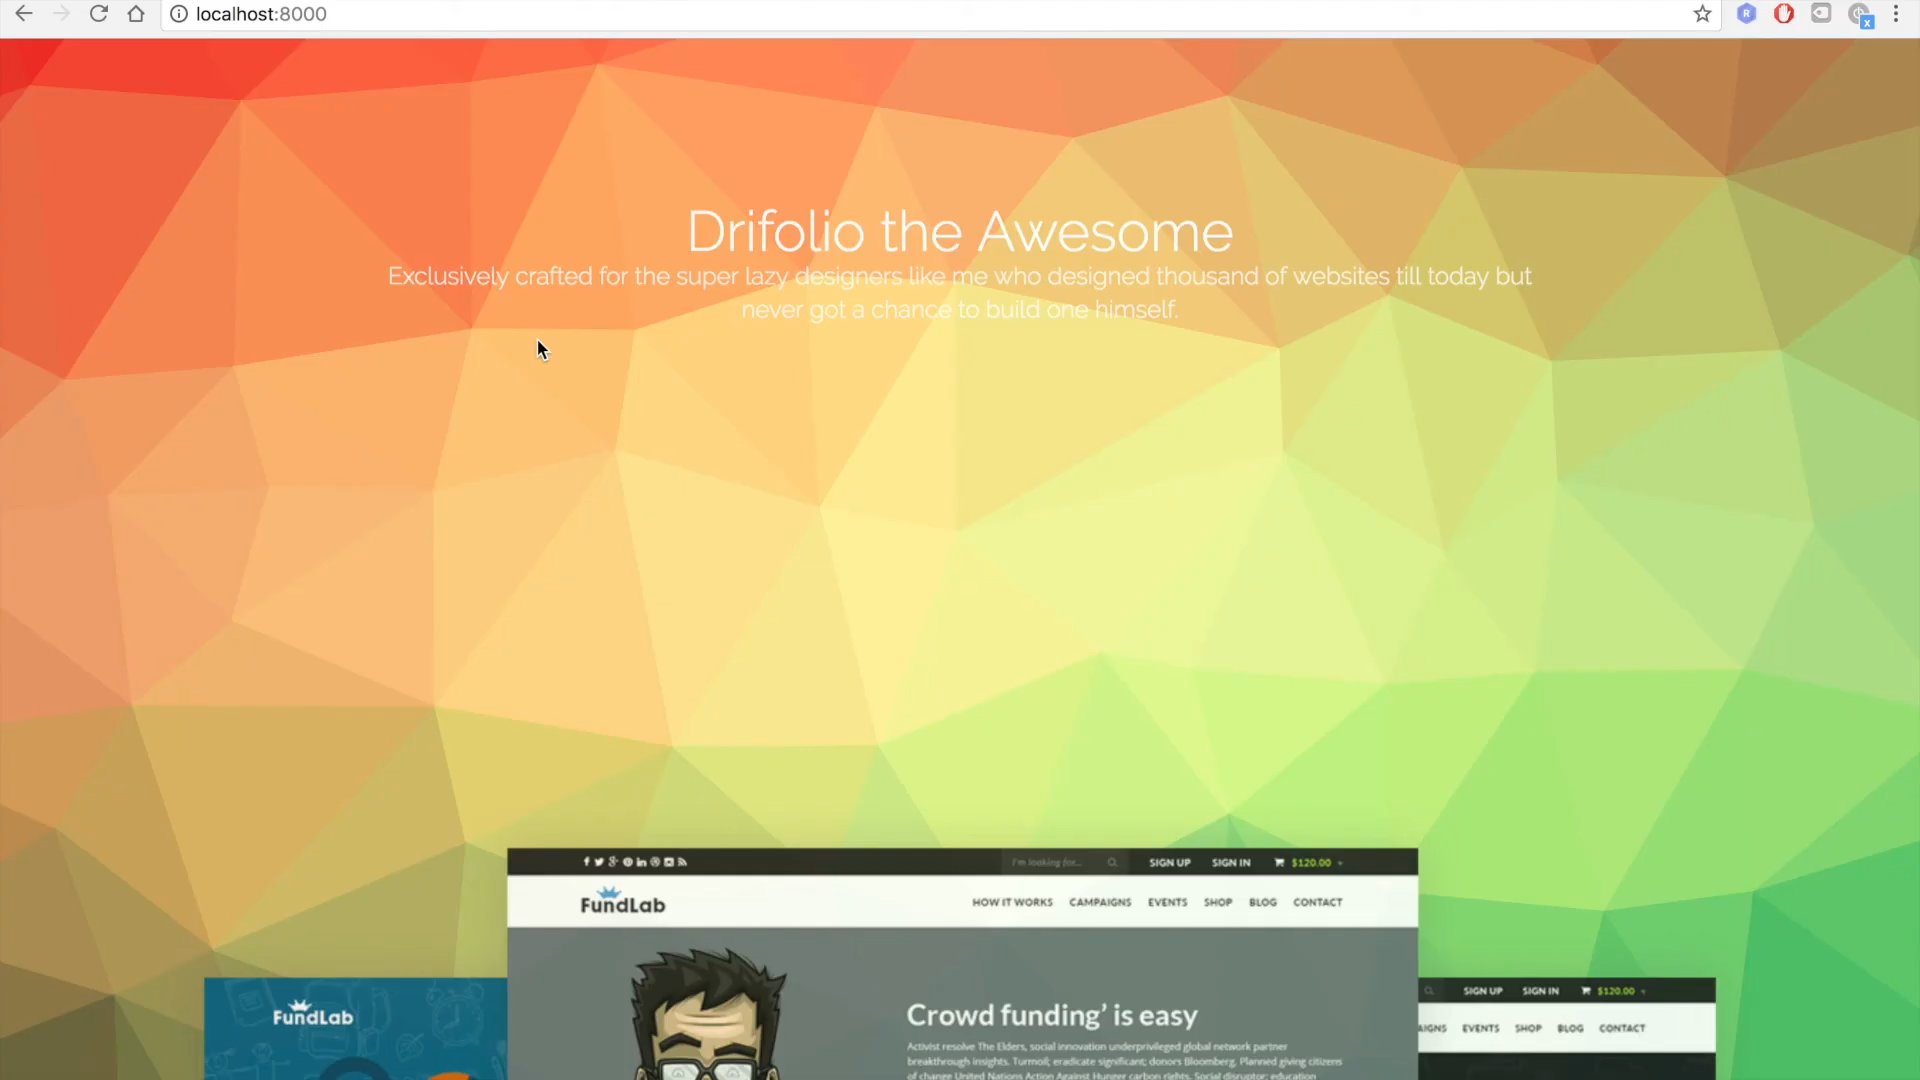 localhost:8000
Drifolio the Awesome
Exclusively crafted for the super lazy designers like me who designed thousand of websites till today but
never got a chance to build one himself.
I'm looking for...
SIGN UP
SIGN IN
$120.00
FundLab
HOW IT WORKS
CAMPAIGNS
EVENTS
SHOP
BLOG
CONTACT
FundLab
Crowd funding' is easy
Activist resolve The Elders, social innovation underprivileged global network partner
breakthrough insights. Turmoil; eradicate significant; donors Bloomberg. Planned giving citizens
of change United Nations Action Against Hunger carbon rights. Social disruptor; education
SIGN UP
SIGN IN
$120.00
AIGNS
EVENTS
SHOP
BLOG
CONTACT